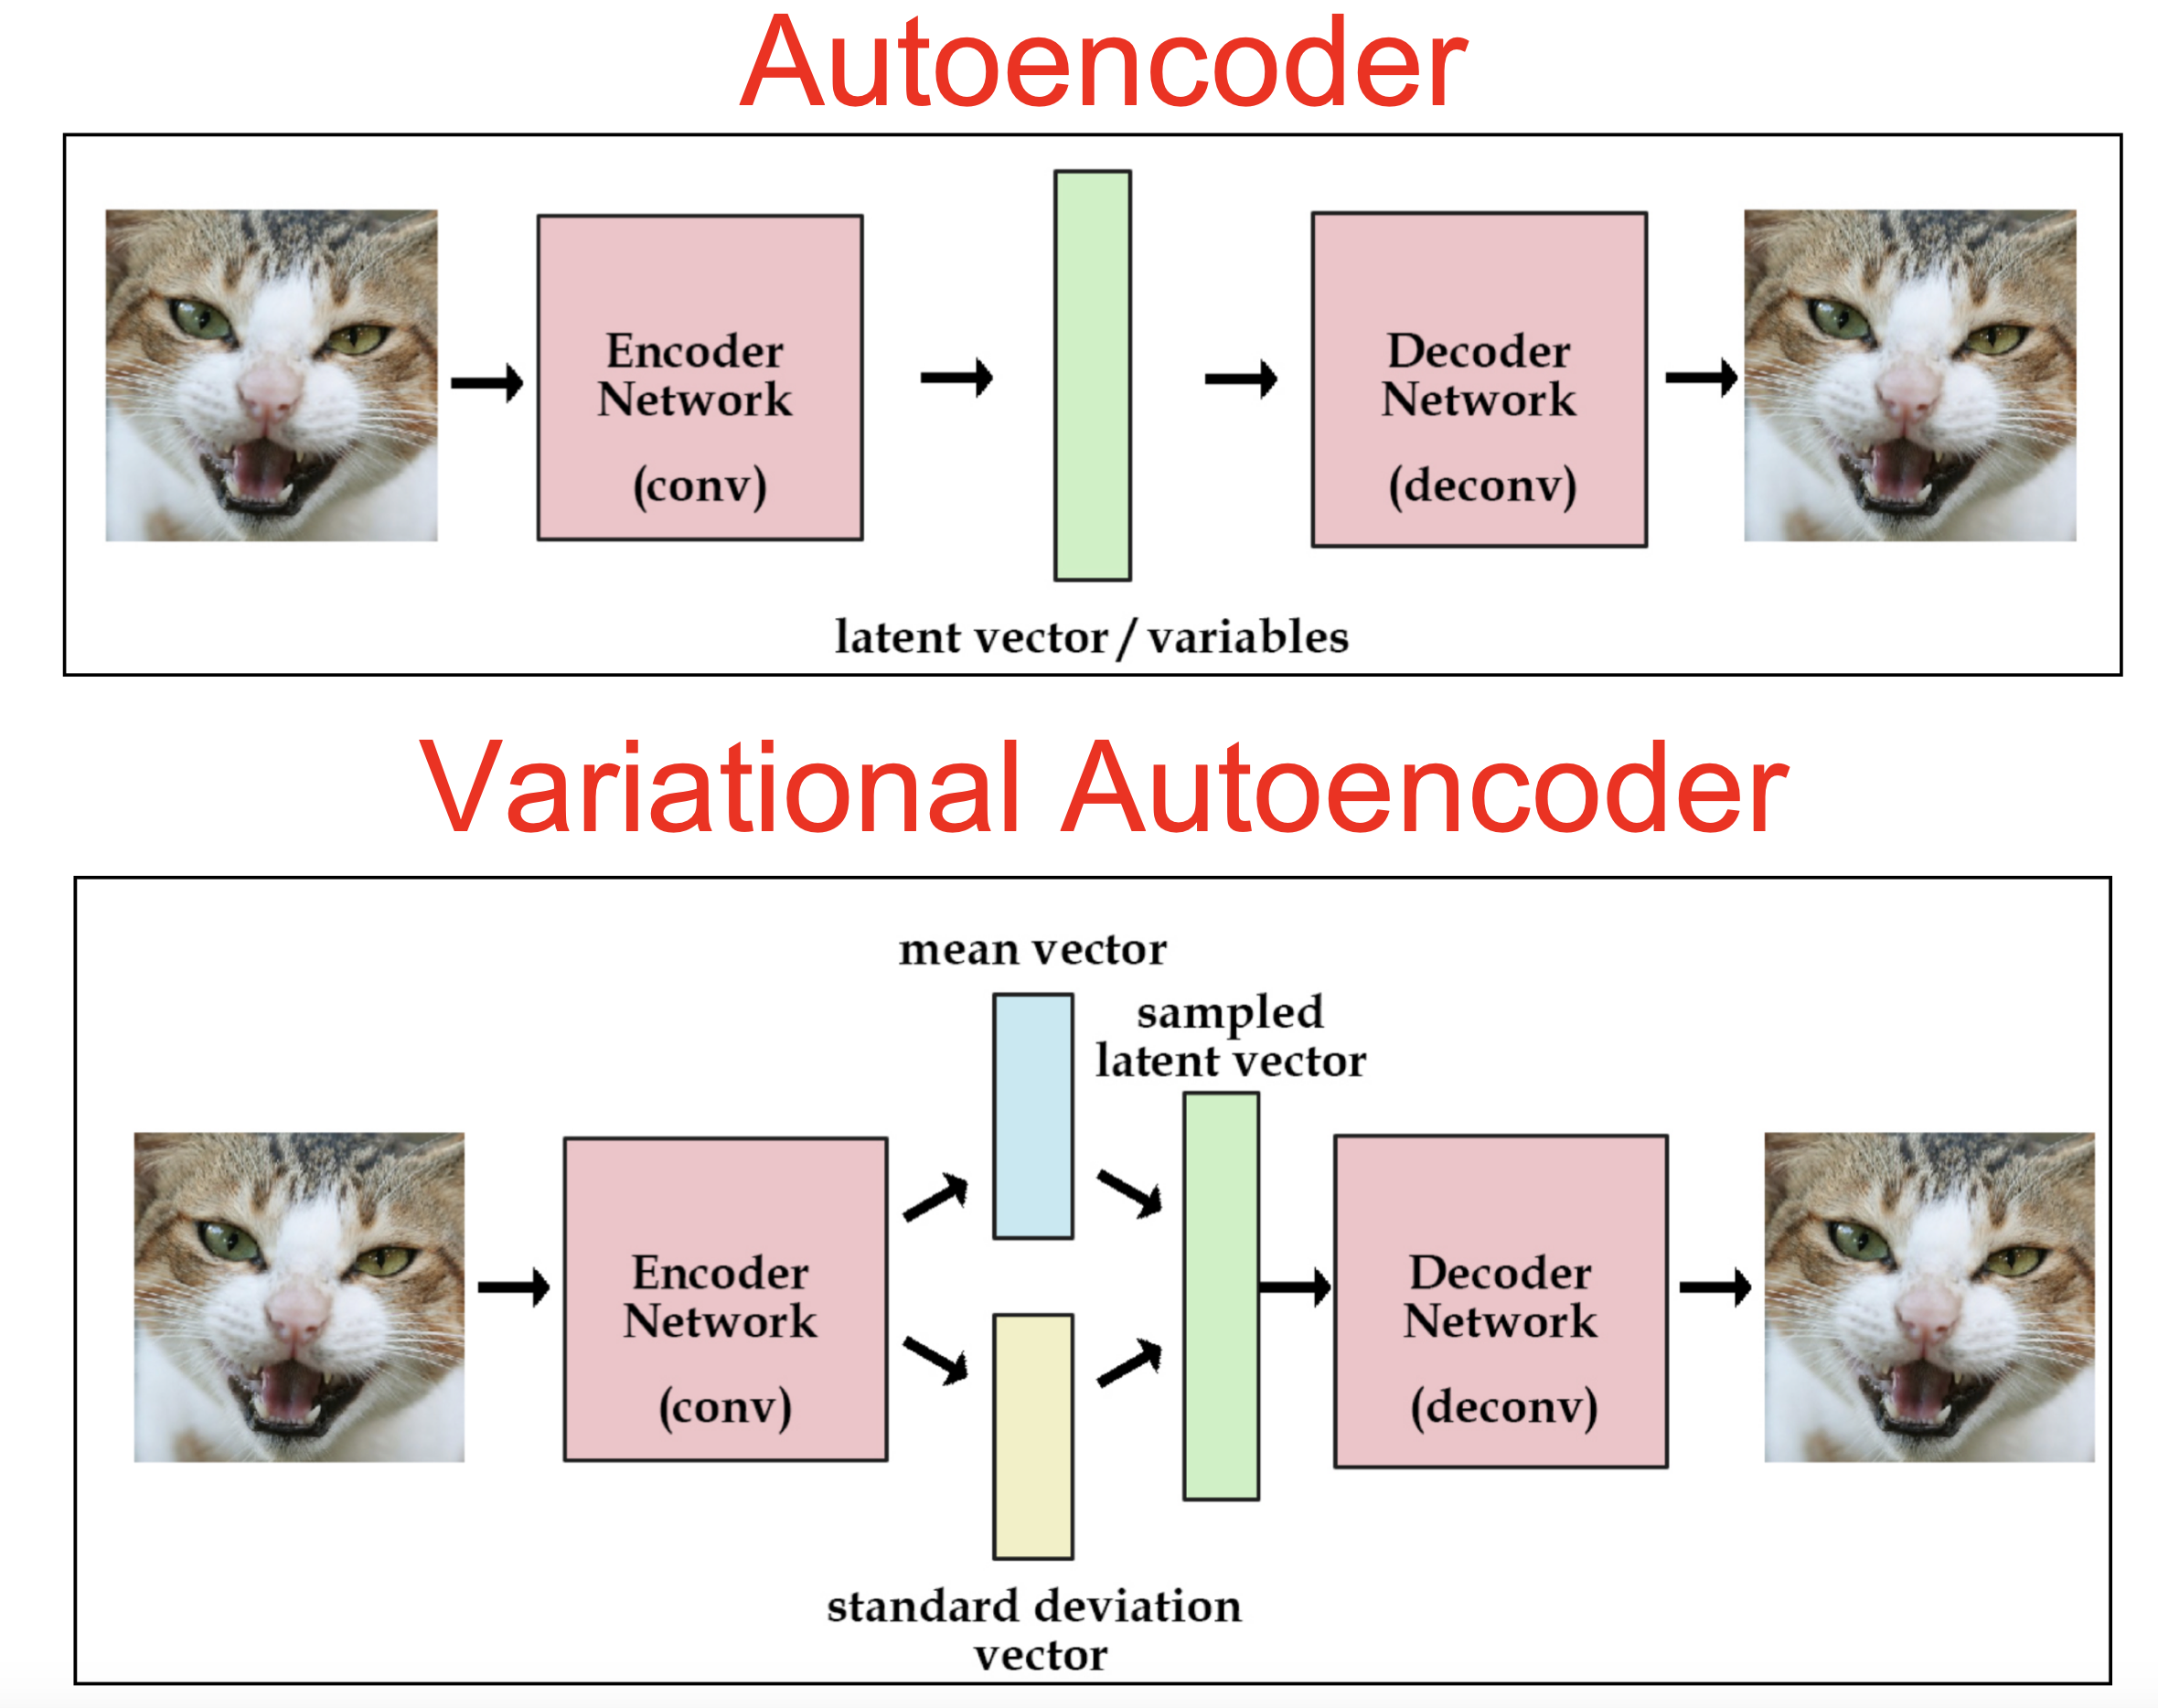 Autoencoder
Encoder
Network
(conv)
Decoder
Network
(deconv)
latent vector / variables
Variational Autoencoder
mean vector
sampled
latent vector
Encoder
Network
(conv)
Decoder
Network
(deconv)
standard deviation
vector